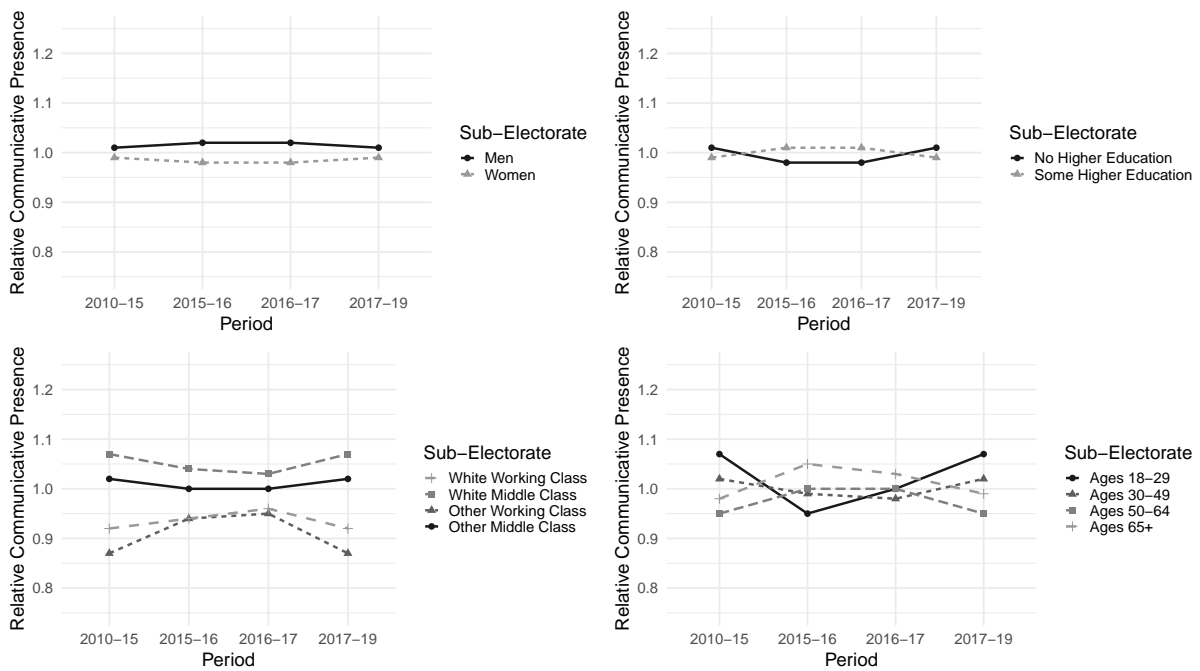 Relative Communicative Presence
1.2
1.1
1.0
0.9
0.8
2010–15 2015–16 2016–17 2017–19
Period
Sub−Electorate
Men
Women
Relative Communicative Presence
1.2
1.1
1.0
0.9
0.8
2010–15 2015–16 2016–17 2017–19
Period
Sub−Electorate
No Higher Education
Some Higher Education
Relative Communicative Presence
1.2
1.1
1.0
0.9
0.8
2010–15 2015–16 2016–17 2017–19
Period
Sub−Electorate
White Working Class
White Middle Class
Other Working Class
Other Middle Class
Relative Communicative Presence
1.2
1.1
1.0
0.9
0.8
2010–15 2015–16 2016–17 2017–19
Period
Sub−Electorate
Ages 18–29
Ages 30–49
Ages 50–64
Ages 65+